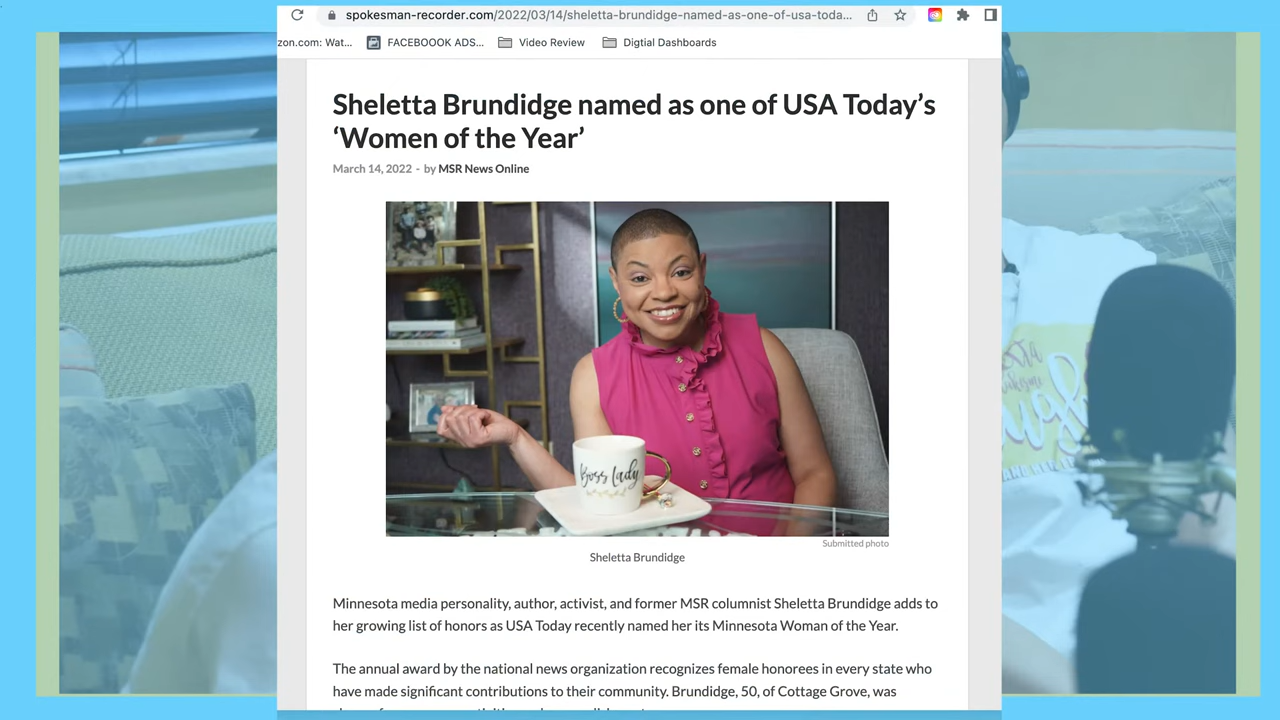 spokesman-recorder.com/2022/03/14/sheletta-brundidge-named-as-one-of-usa-toda...
zon.com: Wat...
FACEBOOOK ADS...
Video Review
Digtial Dashboards
Sheletta Brundidge named as one of USA Today’s
‘Women of the Year’
March 14, 2022 - by MSR News Online
Boss Lady
Submitted photo
Sheletta Brundidge
Minnesota media personality, author, activist, and former MSR columnist Sheletta Brundidge adds to
her growing list of honors as USA Today recently named her its Minnesota Woman of the Year.
The annual award by the national news organization recognizes female honorees in every state who
have made significant contributions to their community. Brundidge, 50, of Cottage Grove, was